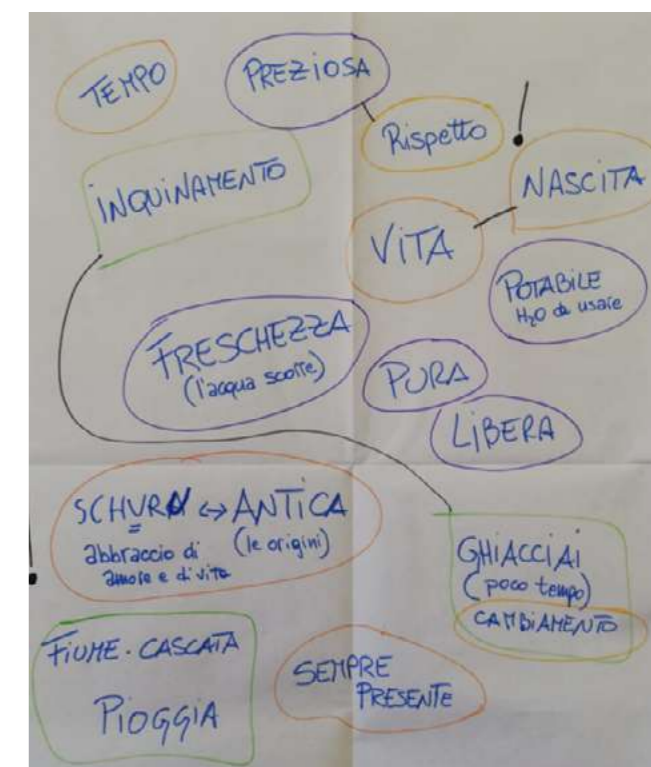 TEMPO
PREZIOSA
Rispetto
!
INQUINAMENTO
NASCITA
VITA
POTABILE
H₂O da usare
FRESCHEZZA
(l'acqua scorre)
PURA
LIBERA
↔ ANTICA
abbraccio di (le origini)
amore e di vita
!
GHIACCIAI
(poco tempo)
CAMBIAMENTO
FIUME. CASCATA
PIOGGIA
SEMPRE
PRESENTE